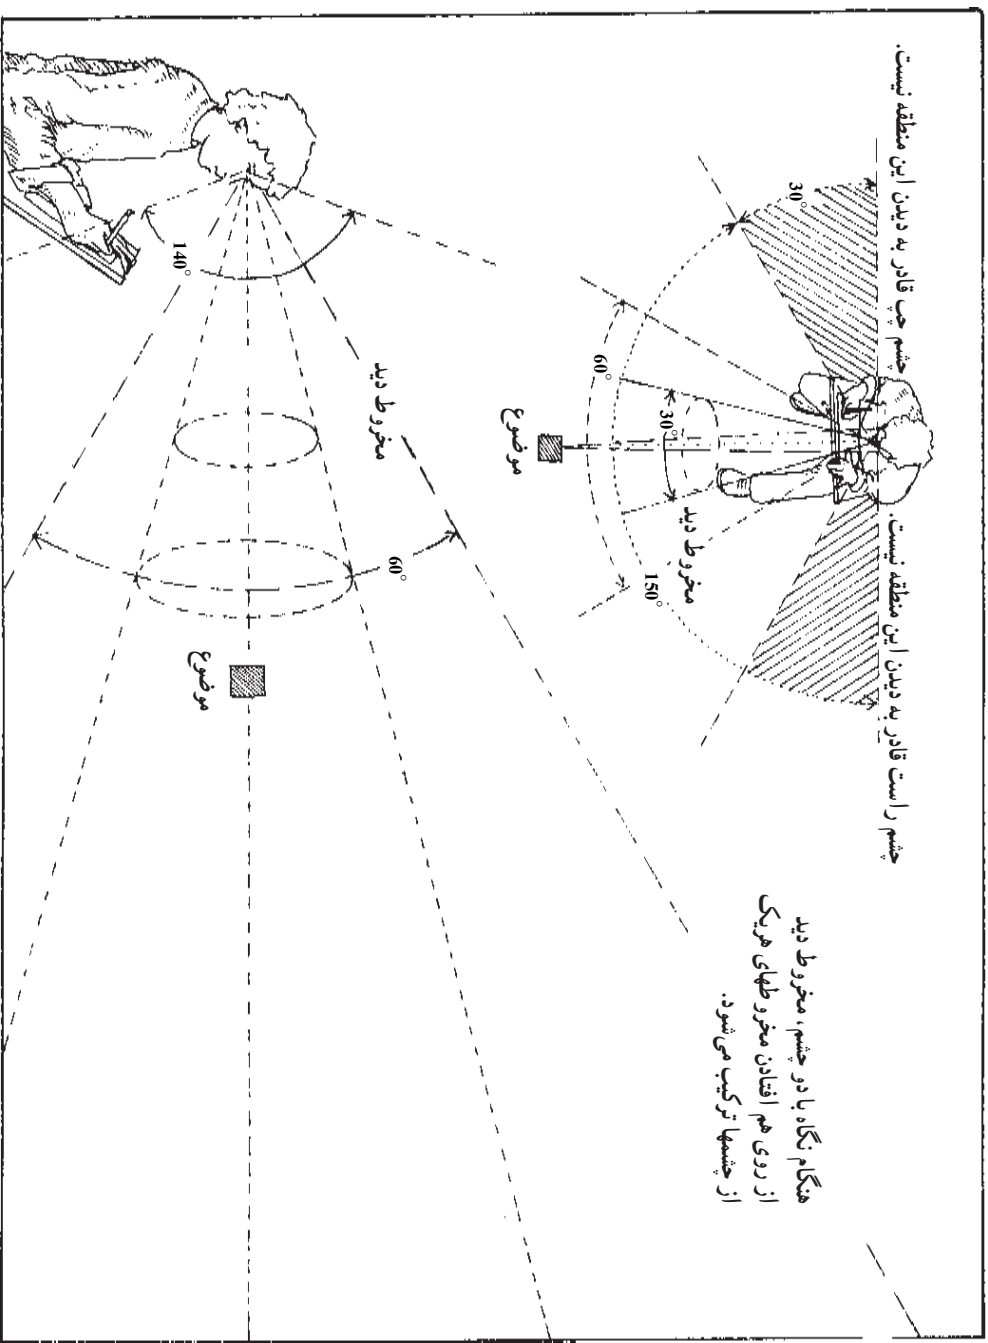 چشم چپ قادر به دیدن این منطقه نیست.
چشم راست قادر به دیدن این منطقه نیست.
30°
60°
30°
150°
مخروط دید
موضوع
هنگام نگاه با دو چشم، مخروط دید
از روی هم افتادن مخروطهای هریک
از چشمها ترکیب می‌شود.
مخروط دید
140°
60°
موضوع